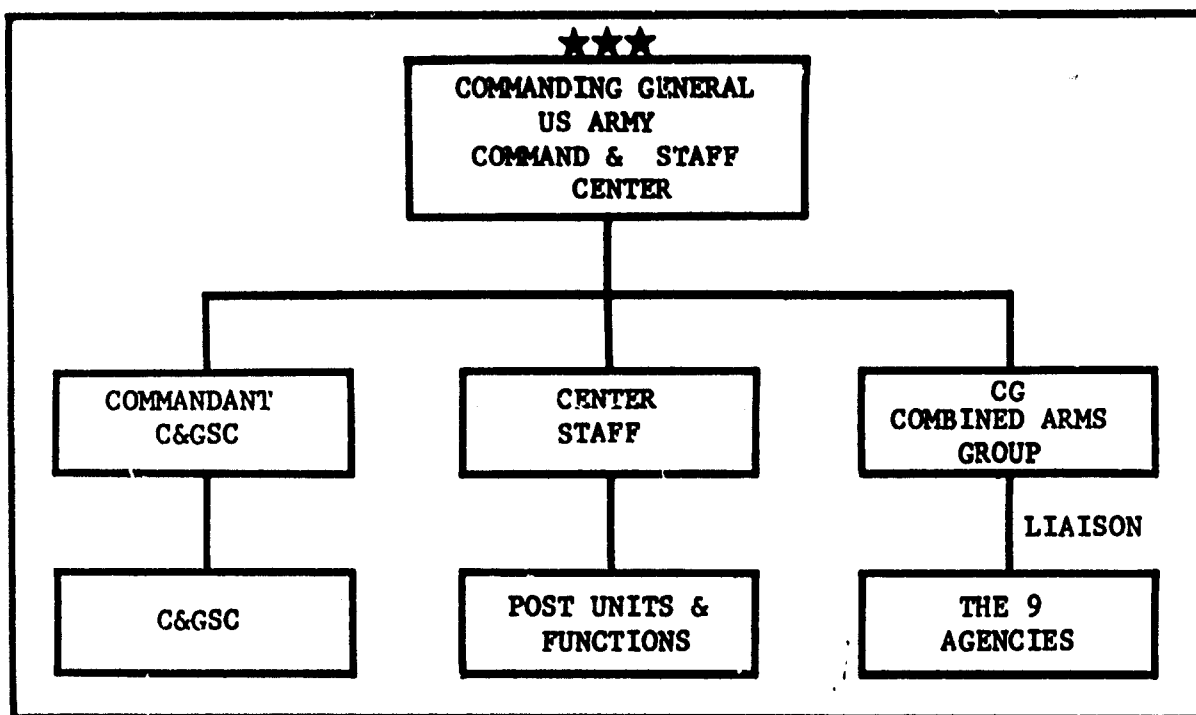 COMMANDING GENERAL
US ARMY
COMMAND & STAFF
CENTER
COMMANDANT
C&GSC
CENTER
STAFF
CG
COMBINED ARMS
GROUP
LIAISON
C&GSC
POST UNITS &
FUNCTIONS
THE 9
AGENCIES